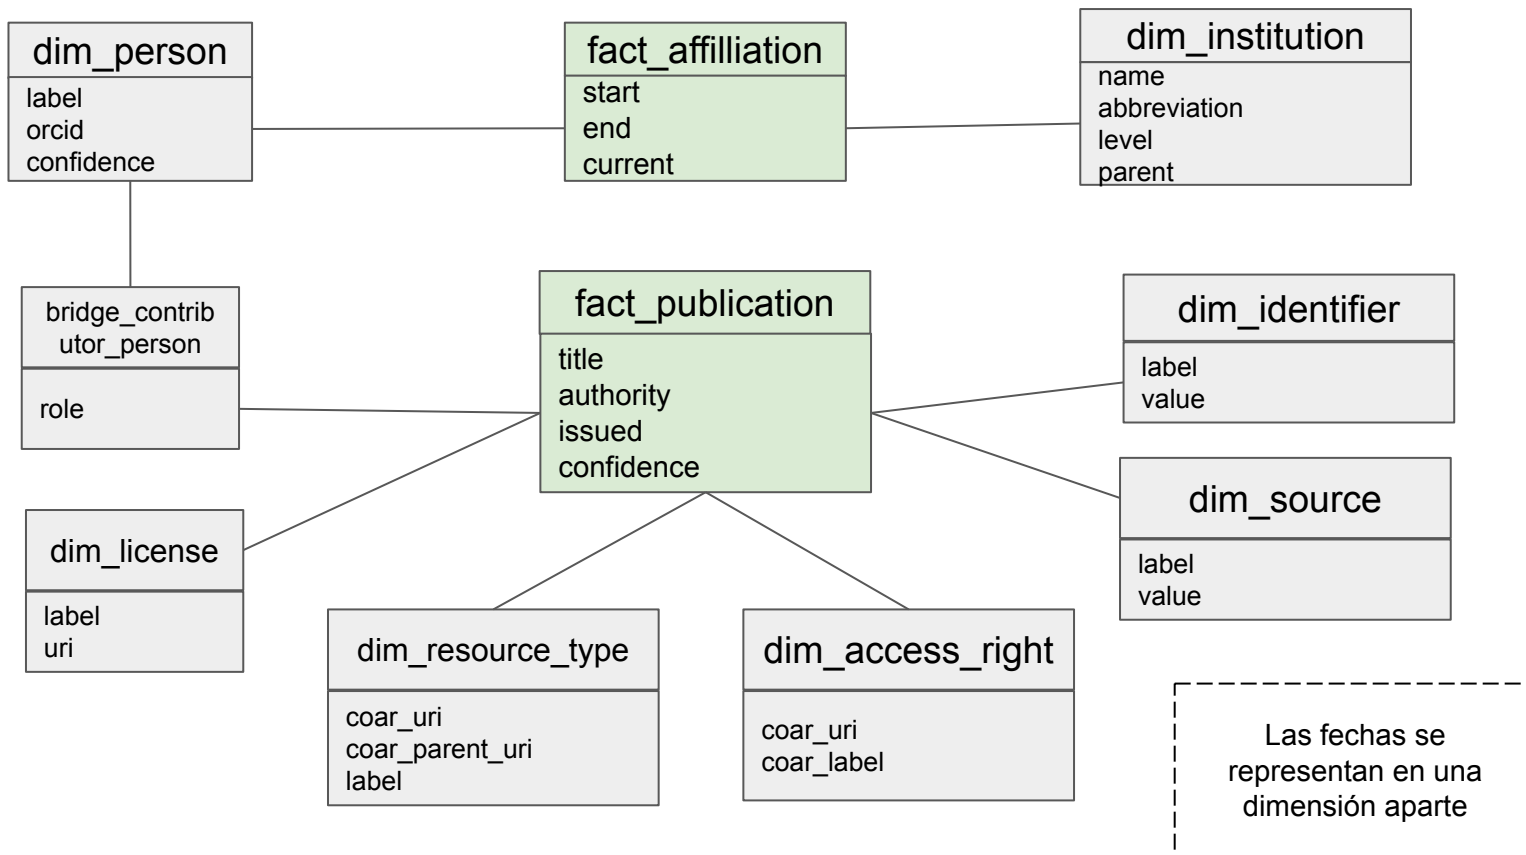 dim_person
label
orcid
confidence
fact_affilliation
start
end
current
dim_institution
name
abbreviation
level
parent
bridge_contrib
utor_person
role
fact_publication
title
authority
issued
confidence
dim_identifier
label
value
dim_source
label
value
dim_license
label
uri
dim_resource_type
coar_uri
coar_parent_uri
label
dim_access_right
coar_uri
coar_label
Las fechas se
representan en una
dimensión aparte